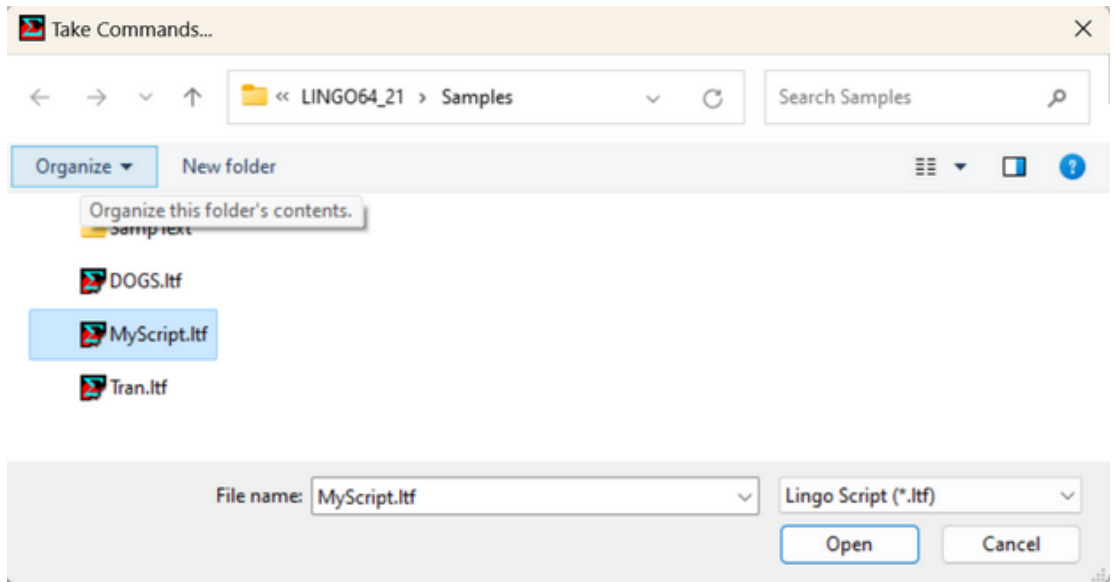 Take Commands...
« LINGO64_21 > Samples
Search Samples
Organize
New folder
?
Organize this folder's contents.
SampText
DOGS.ltf
MyScript.ltf
Tran.ltf
File name: MyScript.ltf
Lingo Script (*.ltf)
Open
Cancel